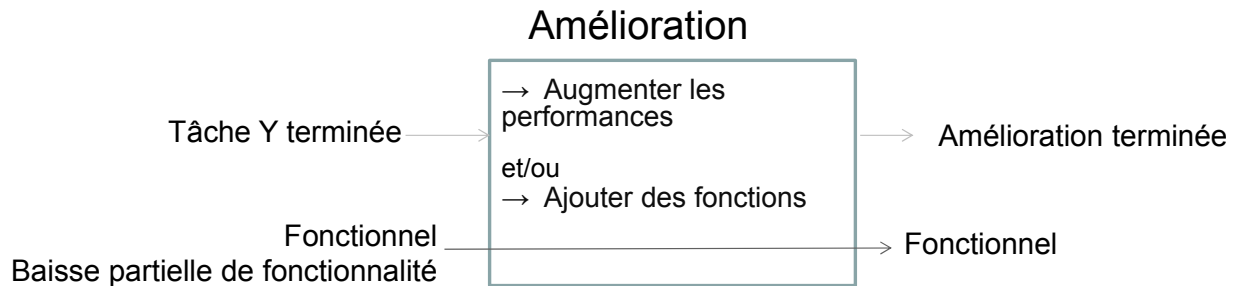 Amélioration
→ Augmenter les
performances
et/ou
→ Ajouter des fonctions
Tâche Y terminée
Amélioration terminée
Fonctionnel
Baisse partielle de fonctionnalité
Fonctionnel